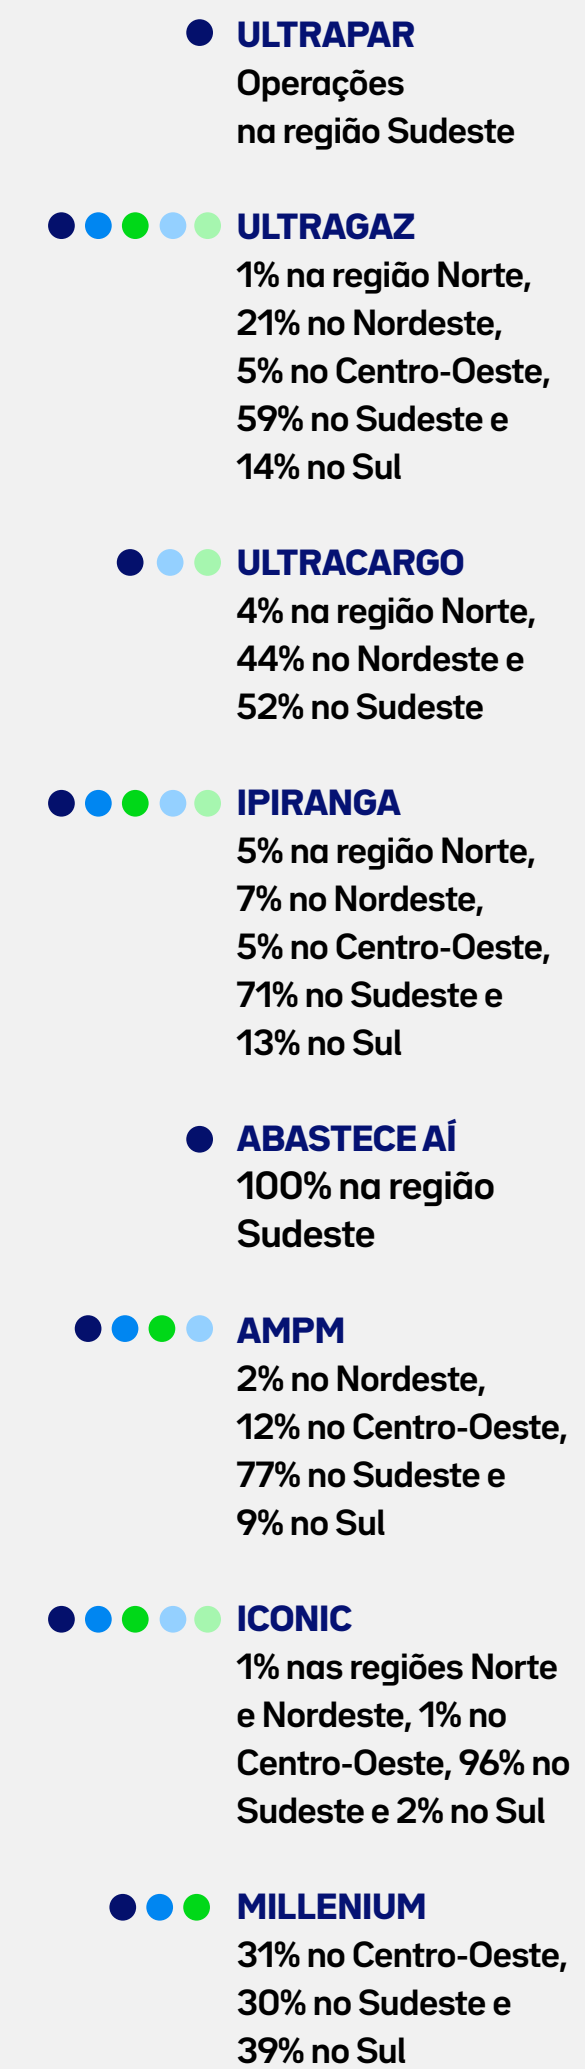 ULTRAPAR
Operações
na região Sudeste
ULTRAGAZ
1% na região Norte,
21% no Nordeste,
5% no Centro-Oeste,
59% no Sudeste e
14% no Sul
ULTRACARGO
4% na região Norte,
44% no Nordeste e
52% no Sudeste
IPIRANGA
5% na região Norte,
7% no Nordeste,
5% no Centro-Oeste,
71% no Sudeste e
13% no Sul
ABASTECE AÍ
100% na região
Sudeste
AMPM
2% no Nordeste,
12% no Centro-Oeste,
77% no Sudeste e
9% no Sul
ICONIC
1% nas regiões Norte
e Nordeste, 1% no
Centro-Oeste, 96% no
Sudeste e 2% no Sul
MILLENIUM
31% no Centro-Oeste,
30% no Sudeste e
39% no Sul